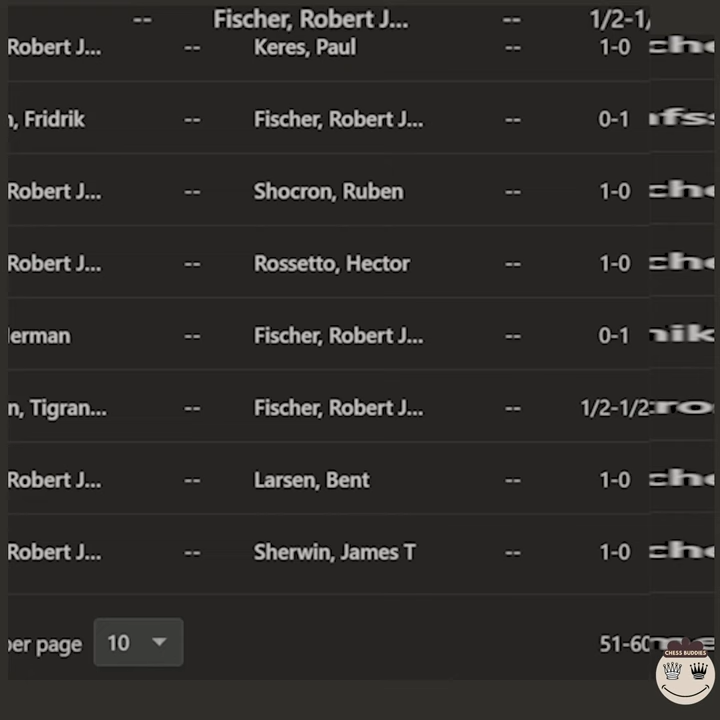 -- Fischer, Robert J... -- 1/2-1/
Robert J... -- Keres, Paul -- 1-0
, Fridrik -- Fischer, Robert J... -- 0-1
Robert J... -- Shocron, Ruben -- 1-0
Robert J... -- Rossetto, Hector -- 1-0
erman -- Fischer, Robert J... -- 0-1
n, Tigran... -- Fischer, Robert J... -- 1/2-1/2
Robert J... -- Larsen, Bent -- 1-0
Robert J... -- Sherwin, James T -- 1-0
per page 10 51-60
CHESS BUDDIES